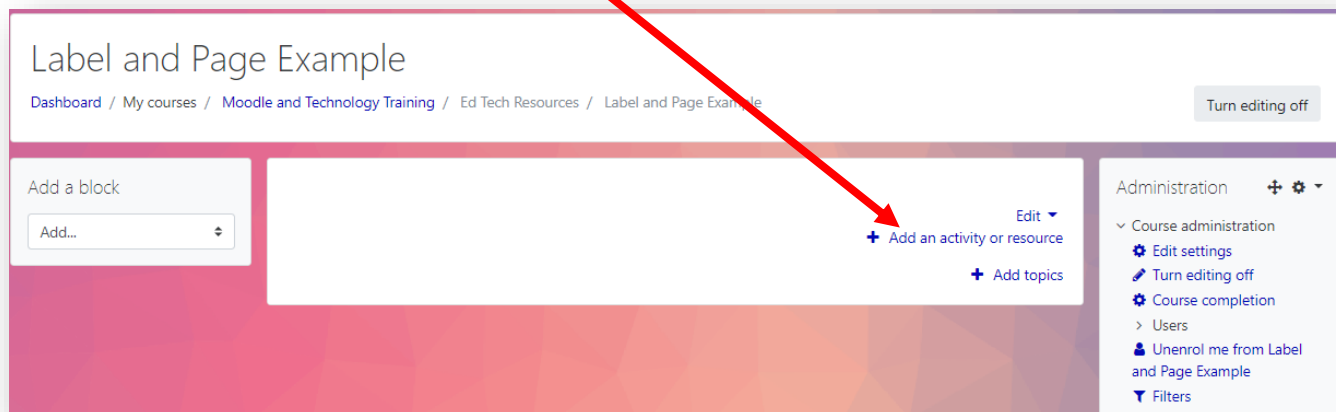 Label and Page Example
Dashboard / My courses / Moodle and Technology Training / Ed Tech Resources / Label and Page Example
Turn editing off
Add a block
Add...
Edit
Add an activity or resource
Add topics
Administration
Course administration
Edit settings
Turn editing off
Course completion
Users
Unenrol me from Label
and Page Example
Filters